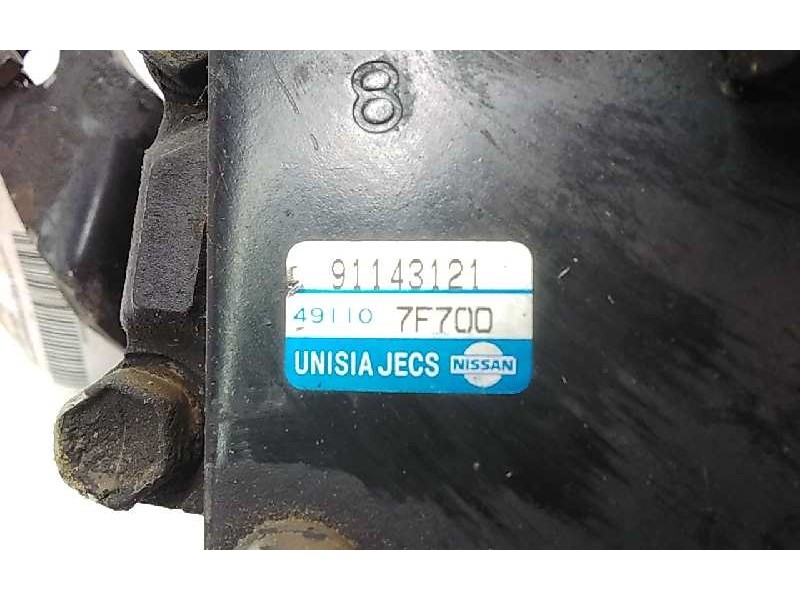 8
91143121
49110 7F700
UNISIA JECS NISSAN